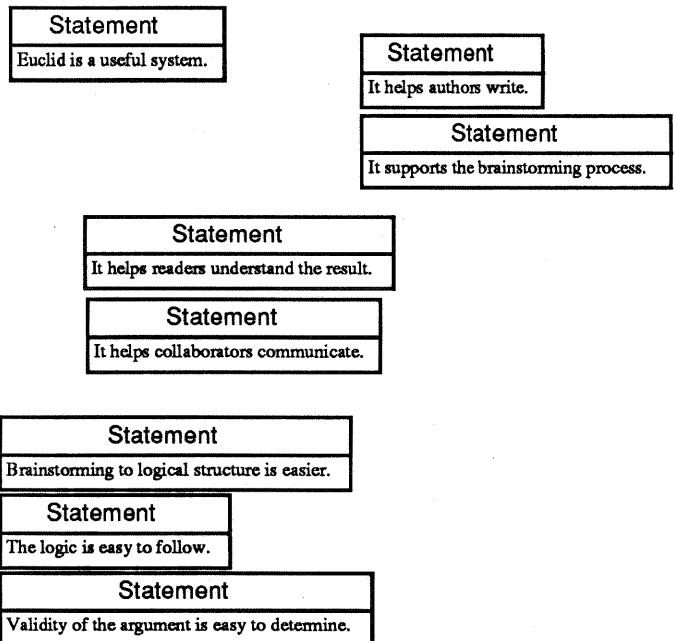 Statement
Euclid is a useful system.
Statement
It helps authors write.
Statement
It supports the brainstorming process.
Statement
It helps readers understand the result.
Statement
It helps collaborators communicate.
Statement
Brainstorming to logical structure is easier.
Statement
The logic is easy to follow.
Statement
Validity of the argument is easy to determine.